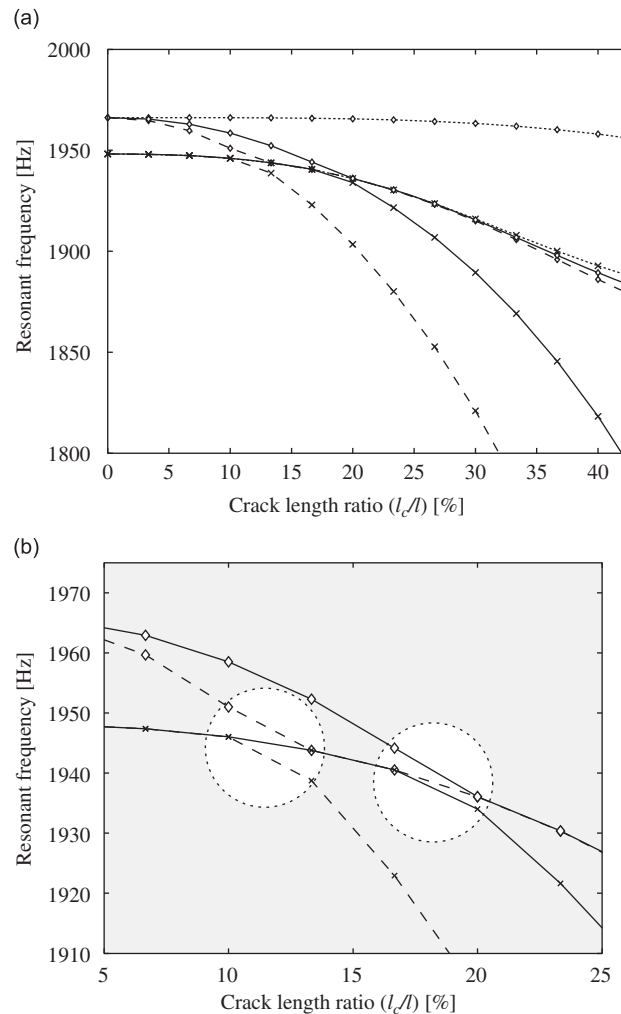 (a)
2000
1950
1900
1850
1800
Resonant frequency [Hz]
0 5 10 15 20 25 30 35 40
Crack length ratio (l_c/l) [%]
(b)
1970
1960
1950
1940
1930
1920
1910
Resonant frequency [Hz]
5 10 15 20 25
Crack length ratio (l_c/l) [%]